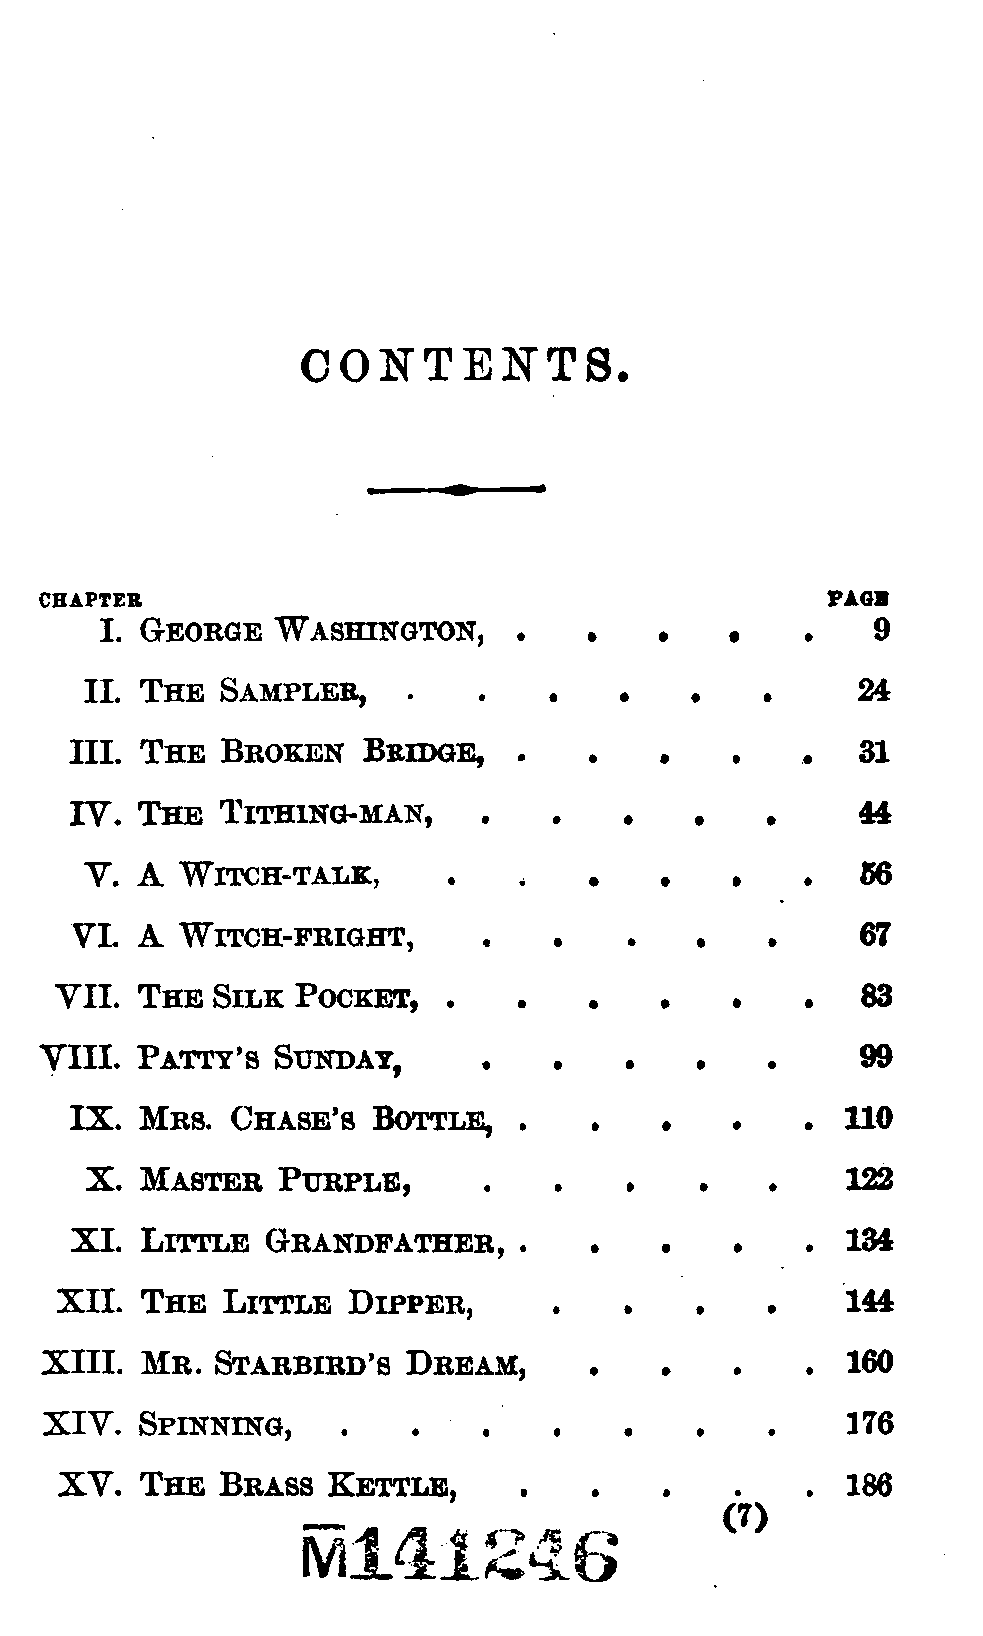 CONTENTS.
CHAPTER PAGE
I. GEORGE WASHINGTON, . . . . . 9
II. THE SAMPLER, . . . . . . 24
III. THE BROKEN BRIDGE, . . . . . 31
IV. THE TITHING-MAN, . . . . . 44
V. A WITCH-TALK, . . . . . . 56
VI. A WITCH-FRIGHT, . . . . . 67
VII. THE SILK POCKET, . . . . . . 83
VIII. PATTY'S SUNDAY, . . . . . 99
IX. MRS. CHASE'S BOTTLE, . . . . . 110
X. MASTER PURPLE, . . . . . 122
XI. LITTLE GRANDFATHER, . . . . . 134
XII. THE LITTLE DIPPER, . . . . 144
XIII. MR. STARBIRD'S DREAM, . . . . 160
XIV. SPINNING, . . . . . . . 176
XV. THE BRASS KETTLE, . . . . . 186
(7)
M141246